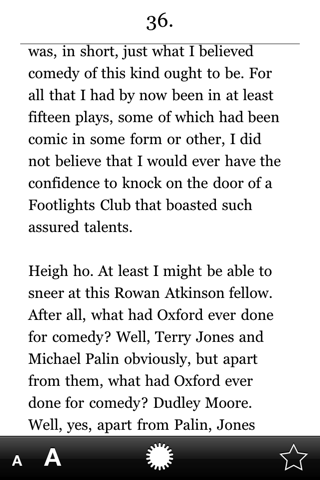 36.
was, in short, just what I believed
comedy of this kind ought to be. For
all that I had by now been in at least
fifteen plays, some of which had been
comic in some form or other, I did
not believe that I would ever have the
confidence to knock on the door of a
Footlights Club that boasted such
assured talents.
Heigh ho. At least I might be able to
sneer at this Rowan Atkinson fellow.
After all, what had Oxford ever done
for comedy? Well, Terry Jones and
Michael Palin obviously, but apart
from them, what had Oxford ever
done for comedy? Dudley Moore.
Well, yes, apart from Palin, Jones
A A